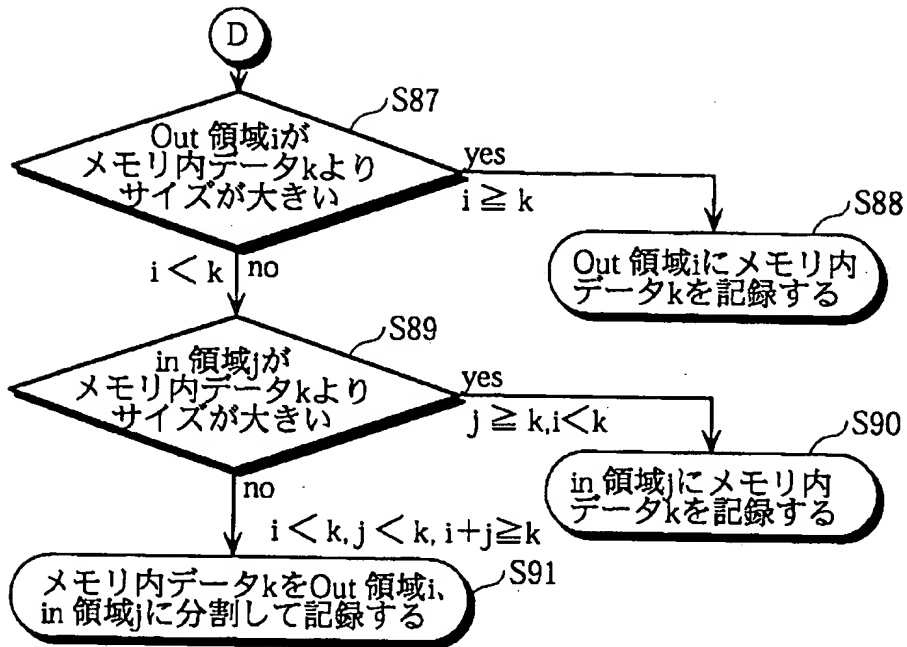 D
S87
Out 領域iが
メモリ内データkより
サイズが大きい
yes
i ≧ k
S88
Out 領域iにメモリ内
データkを記録する
i < k
no
S89
in 領域jが
メモリ内データkより
サイズが大きい
yes
j ≧ k,i<k
S90
in 領域jにメモリ内
データkを記録する
no
i < k, j < k, i+j≧k
S91
メモリ内データkをOut 領域i、
in 領域jに分割して記録する